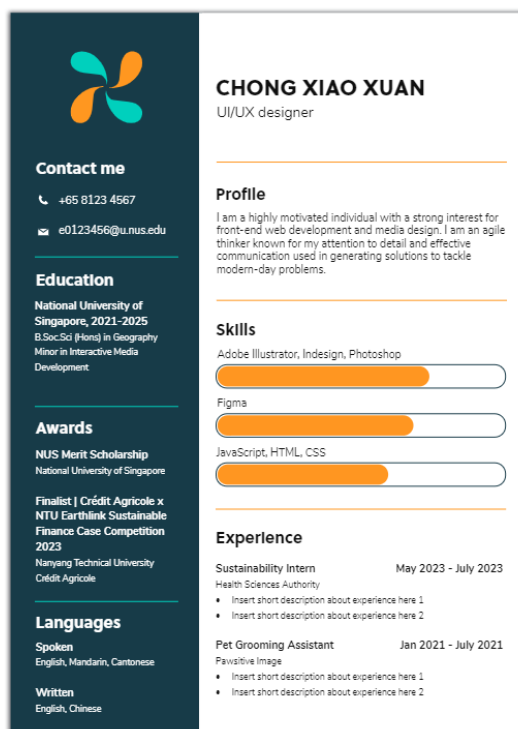 CHONG XIAO XUAN
UI/UX designer
Contact me
+65 8123 4567
e0123456@u.nus.edu
Education
National University of
Singapore, 2021-2025
B.Soc.Sci (Hons) in Geography
Minor in Interactive Media
Development
Awards
NUS Merit Scholarship
National University of Singapore
Finalist | Crédit Agricole x
NTU Earthlink Sustainable
Finance Case Competition
2023
Nanyang Technical University
Crédit Agricole
Languages
Spoken
English, Mandarin, Cantonese
Written
English, Chinese
Profile
I am a highly motivated individual with a strong interest for
front-end web development and media design. I am an agile
thinker known for my attention to detail and effective
communication used in generating solutions to tackle
modern-day problems.
Skills
Adobe Illustrator, Indesign, Photoshop
Figma
JavaScript, HTML, CSS
Experience
Sustainability Intern May 2023 - July 2023
Health Sciences Authority
• Insert short description about experience here 1
• Insert short description about experience here 2
Pet Grooming Assistant Jan 2021 - July 2021
Pawsitive Image
• Insert short description about experience here 1
• Insert short description about experience here 2